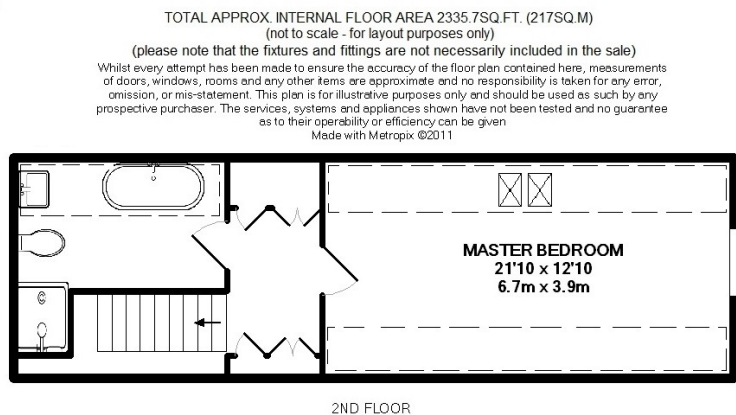 TOTAL APPROX. INTERNAL FLOOR AREA 2335.7SQ.FT. (217SQ.M)
(not to scale - for layout purposes only)
(please note that the fixtures and fittings are not necessarily included in the sale)
Whilst every attempt has been made to ensure the accuracy of the floor plan contained here, measurements
of doors, windows, rooms and any other items are approximate and no responsibility is taken for any error,
omission, or mis-statement. This plan is for illustrative purposes only and should be used as such by any
prospective purchaser. The services, systems and appliances shown have not been tested and no guarantee
as to their operability or efficiency can be given
Made with Metropix ©2011
MASTER BEDROOM
21'10 x 12'10
6.7m x 3.9m
2ND FLOOR